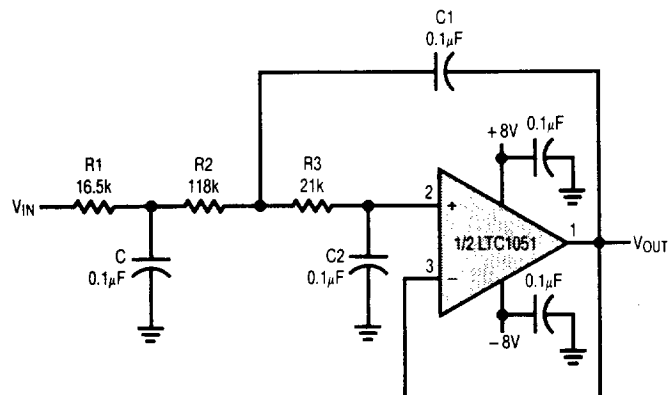 C1
0.1µF
+8V
0.1µF
R1
16.5k
R2
118k
R3
21k
VIN
2
+
1/2 LTC1051
1
VOUT
C
0.1µF
C2
0.1µF
3
−
0.1µF
−8V